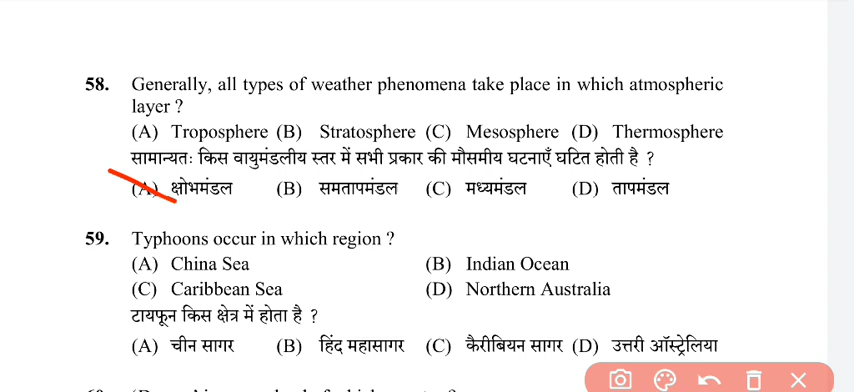 58. Generally, all types of weather phenomena take place in which atmospheric
layer ?
(A) Troposphere (B) Stratosphere (C) Mesosphere (D) Thermosphere
सामान्यतः किस वायुमंडलीय स्तर में सभी प्रकार की मौसमीय घटनाएँ घटित होती है ?
(A) क्षोभमंडल (B) समतापमंडल (C) मध्यमंडल (D) तापमंडल
59. Typhoons occur in which region ?
(A) China Sea (B) Indian Ocean
(C) Caribbean Sea (D) Northern Australia
टायफून किस क्षेत्र में होता है ?
(A) चीन सागर (B) हिंद महासागर (C) कैरीबियन सागर (D) उत्तरी ऑस्ट्रेलिया